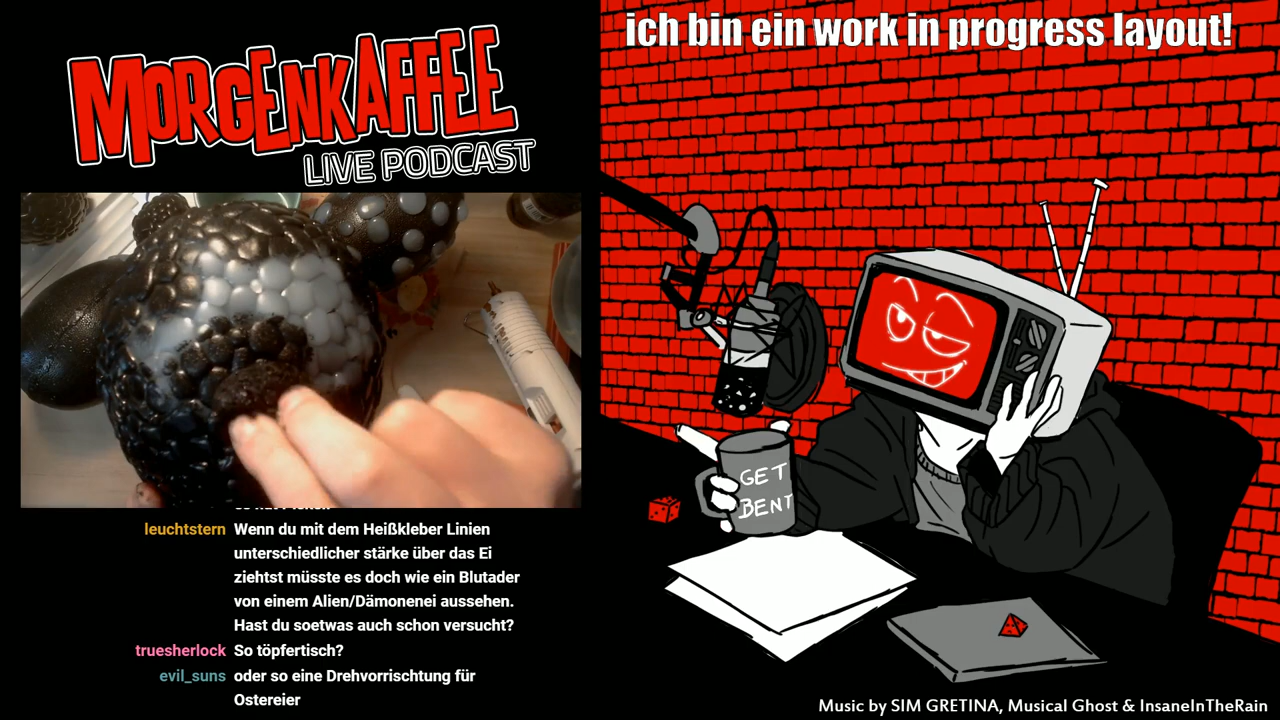 MORGENKAFFEE
LIVE PODCAST
ich bin ein work in progress layout!
GET
BENT
leuchtstern Wenn du mit dem Heißkleber Linien
unterschiedlicher stärke über das Ei
ziehtst müsste es doch wie ein Blutader
von einem Alien/Dämonenei aussehen.
Hast du soetwas auch schon versucht?
truesherlock So töpfertisch?
evil_suns oder so eine Drehvorrischtung für
Ostereier
Music by SIM GRETINA, Musical Ghost & InsaneInTheRain